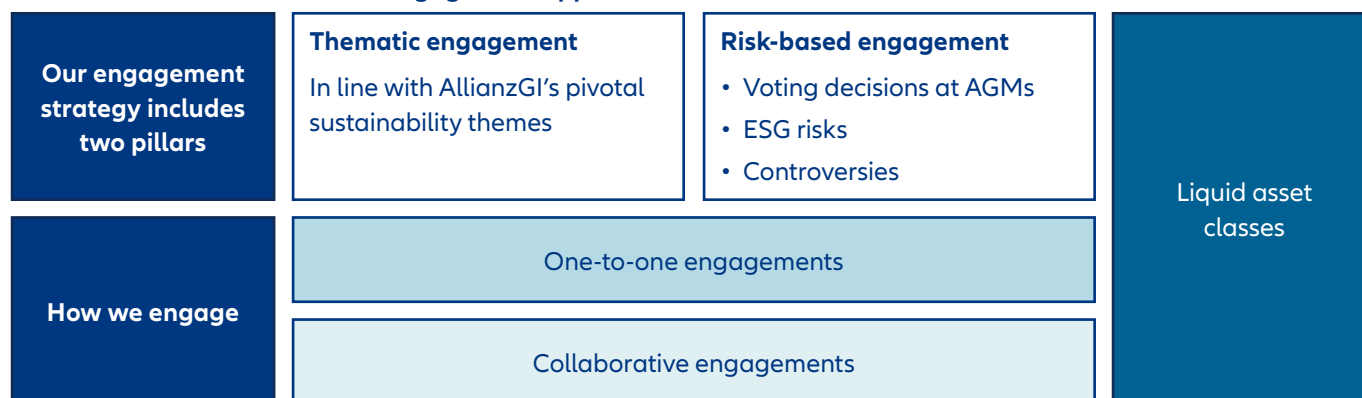 Our engagement
strategy includes
two pillars
Thematic engagement
In line with AllianzGI's pivotal
sustainability themes
Risk-based engagement
• Voting decisions at AGMs
• ESG risks
• Controversies
Liquid asset
classes
How we engage
One-to-one engagements
Collaborative engagements